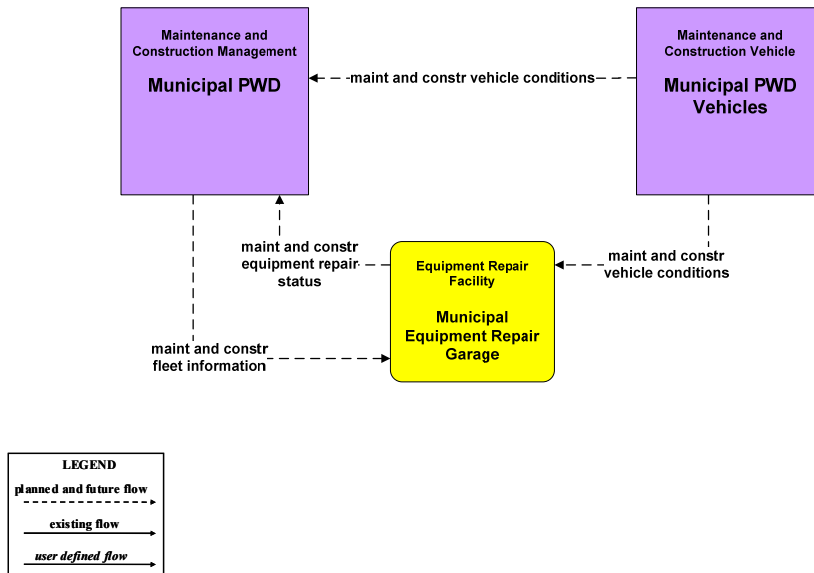 Maintenance and
Construction Management
Municipal PWD
Maintenance and
Construction Vehicle
Municipal PWD
Vehicles
maint and constr vehicle conditions
maint and constr
equipment repair
status
Equipment Repair
Facility
Municipal
Equipment Repair
Garage
maint and constr
vehicle conditions
maint and constr
fleet information
LEGEND
planned and future flow
existing flow
user defined flow